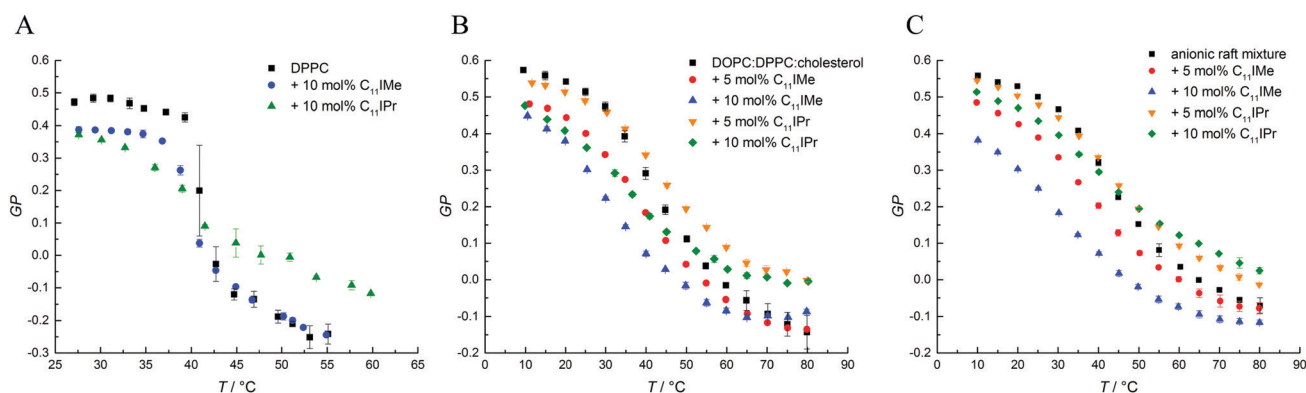 A
0.6
0.5
0.4
0.3
0.2
0.1
0.0
-0.1
-0.2
-0.3
GP
25 30 35 40 45 50 55 60 65
T / °C
DPPC
+ 10 mol% C₁₁IMe
+ 10 mol% C₁₁IPr
B
0.6
0.5
0.4
0.3
0.2
0.1
0.0
-0.1
-0.2
GP
0 10 20 30 40 50 60 70 80 90
T / °C
DOPC:DPPC:cholesterol
+ 5 mol% C₁₁IMe
+ 10 mol% C₁₁IMe
+ 5 mol% C₁₁IPr
+ 10 mol% C₁₁IPr
C
0.6
0.5
0.4
0.3
0.2
0.1
0.0
-0.1
-0.2
GP
0 10 20 30 40 50 60 70 80 90
T / °C
anionic raft mixture
+ 5 mol% C₁₁IMe
+ 10 mol% C₁₁IMe
+ 5 mol% C₁₁IPr
+ 10 mol% C₁₁IPr